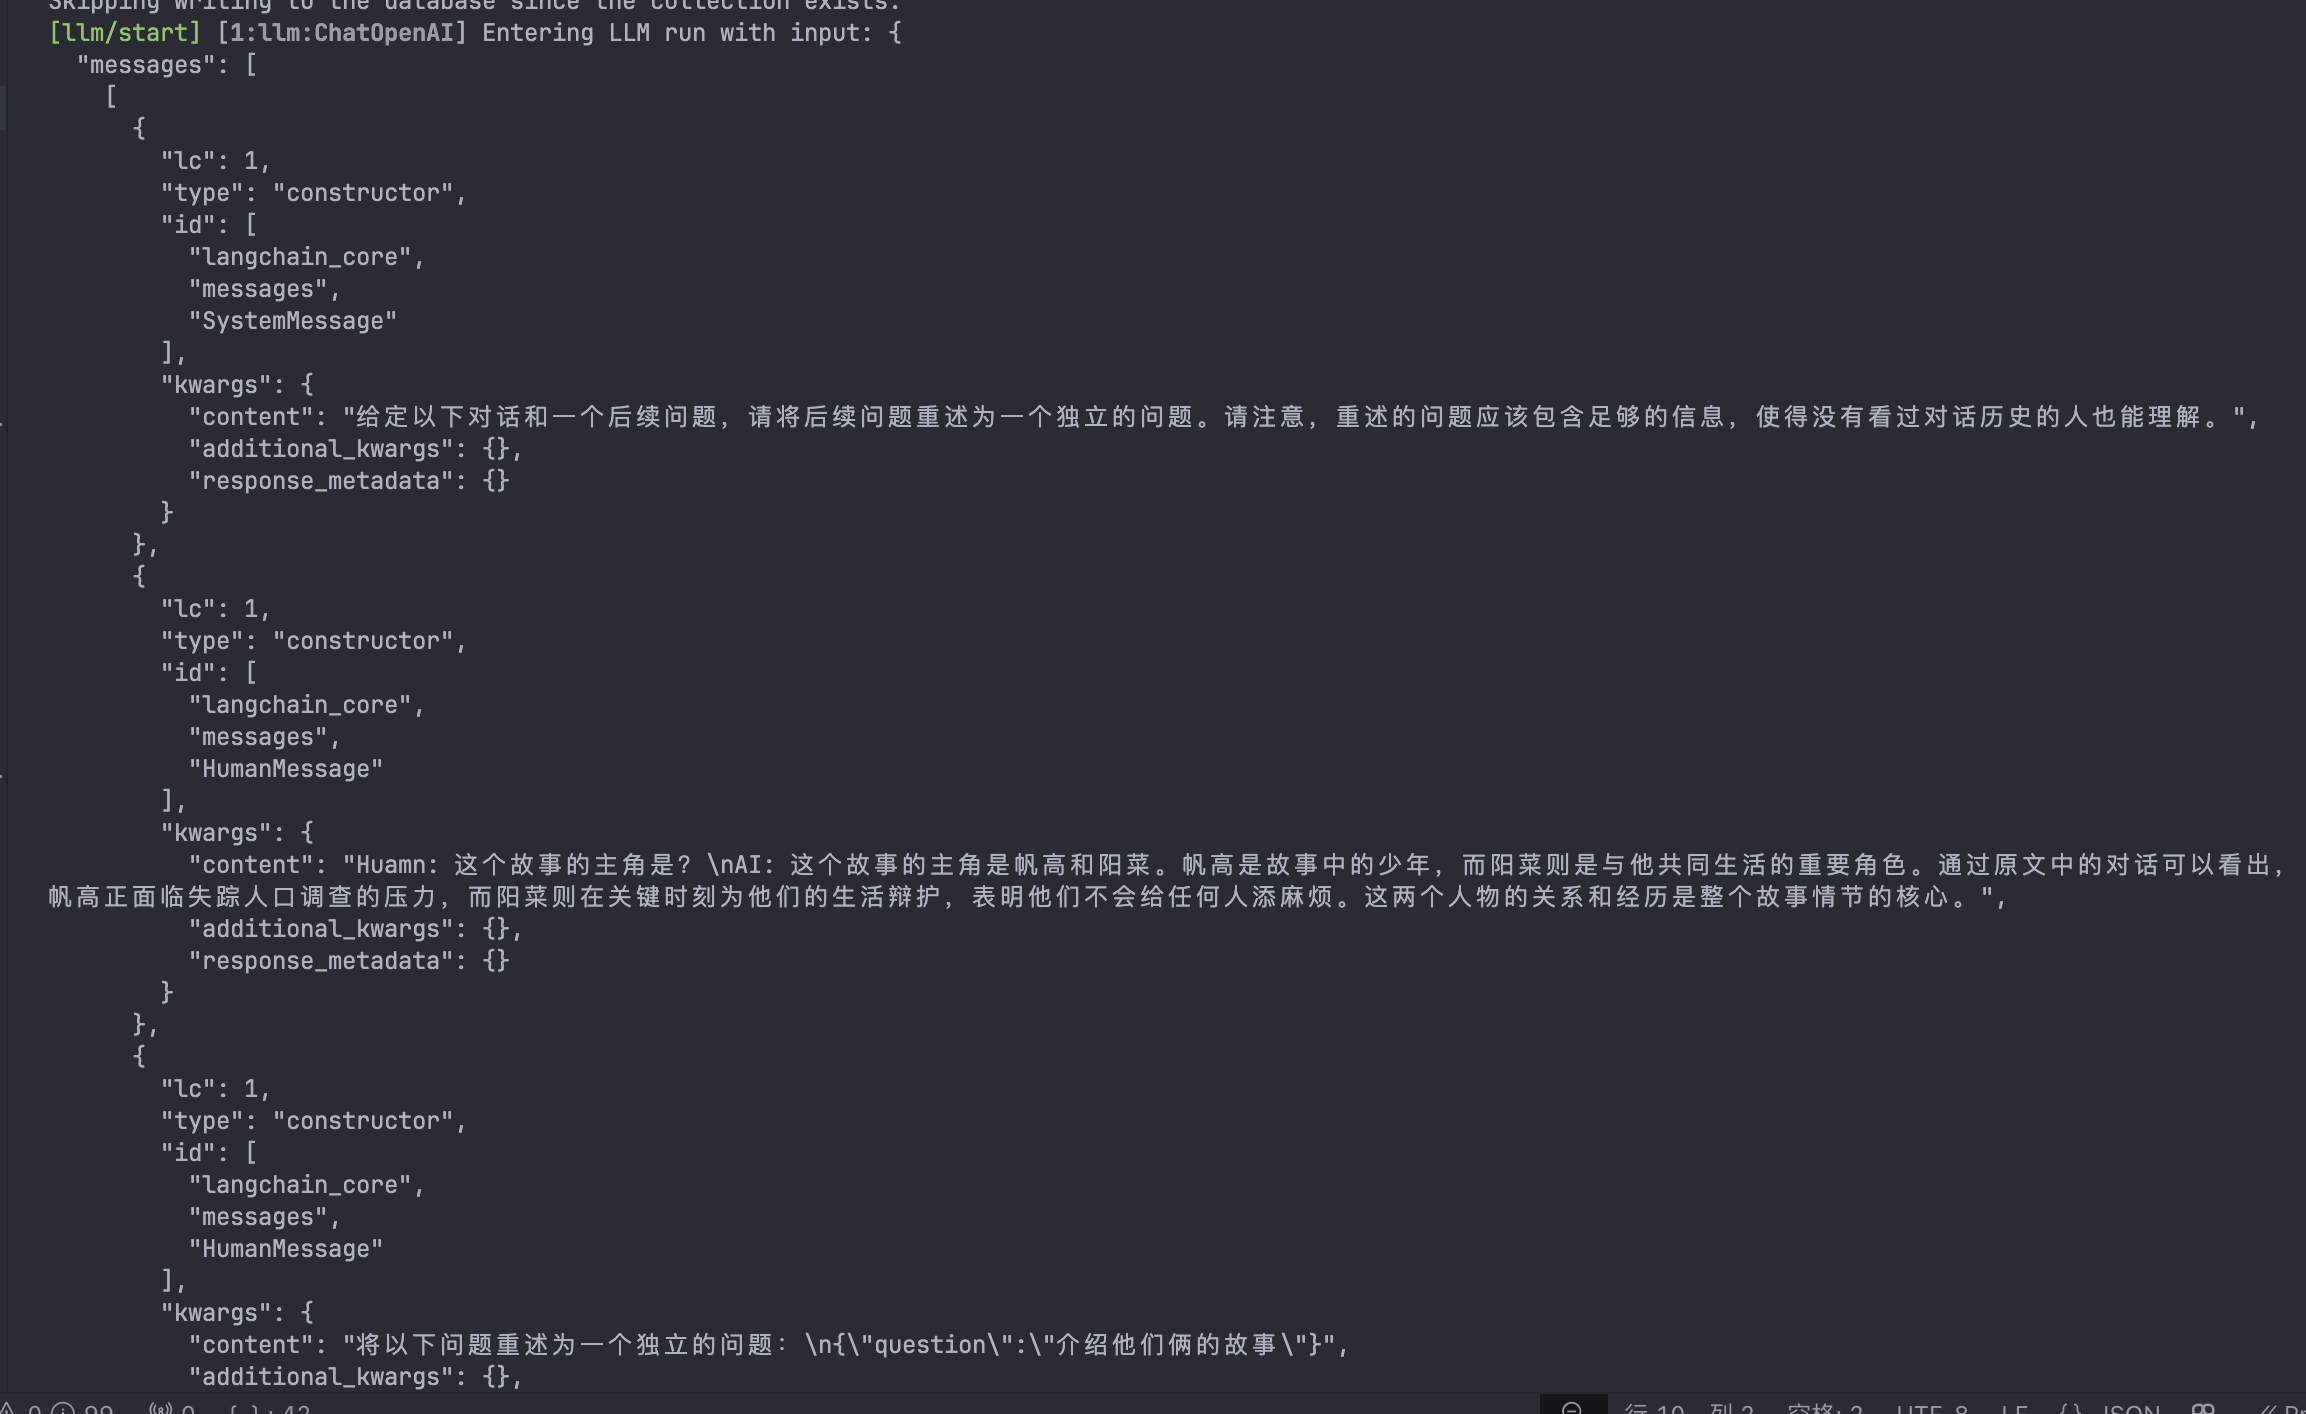 Skipping writing to the database since the collection exists.
[llm/start] [1:llm:ChatOpenAI] Entering LLM run with input: {
  "messages": [
    [
      {
        "lc": 1,
        "type": "constructor",
        "id": [
          "langchain_core",
          "messages",
          "SystemMessage"
        ],
        "kwargs": {
          "content": "给定以下对话和一个后续问题，请将后续问题重述为一个独立的问题。请注意，重述的问题应该包含足够的信息，使得没有看过对话历史的人也能理解。",
          "additional_kwargs": {},
          "response_metadata": {}
        }
      },
      {
        "lc": 1,
        "type": "constructor",
        "id": [
          "langchain_core",
          "messages",
          "HumanMessage"
        ],
        "kwargs": {
          "content": "Huamn: 这个故事的主角是？\nAI: 这个故事的主角是帆高和阳菜。帆高是故事中的少年，而阳菜则是与他共同生活的重要角色。通过原文中的对话可以看出，
帆高正面临失踪人口调查的压力，而阳菜则在关键时刻为他们的生活辩护，表明他们不会给任何人添麻烦。这两个人物的关系和经历是整个故事情节的核心。",
          "additional_kwargs": {},
          "response_metadata": {}
        }
      },
      {
        "lc": 1,
        "type": "constructor",
        "id": [
          "langchain_core",
          "messages",
          "HumanMessage"
        ],
        "kwargs": {
          "content": "将以下问题重述为一个独立的问题：\n{\"question\":\"介绍他们俩的故事\"}",
          "additional_kwargs": {},
0 99 0 {..}: 42 行 10, 列 2 空格: 2 UTF-8 LF {} JSON